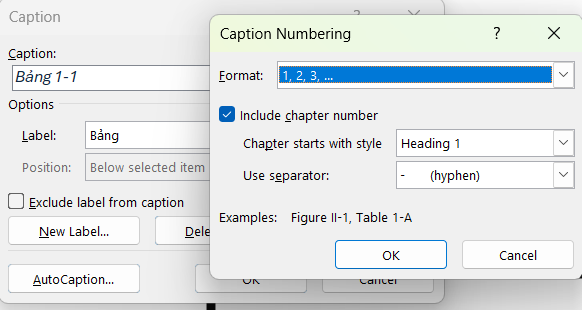 Caption
Caption:
Bảng 1-1
Options
Label: Bảng
Position: Below selected item
Exclude label from caption
New Label...
AutoCaption...
OK
Cancel
Caption Numbering
?
Format: 1, 2, 3, ...
Include chapter number
Chapter starts with style Heading 1
Use separator: - (hyphen)
Examples: Figure II-1, Table 1-A
OK Cancel